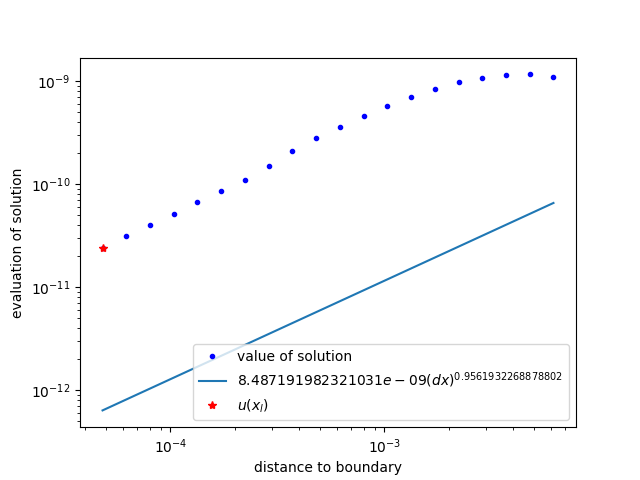 10⁻⁹
10⁻¹⁰
10⁻¹¹
10⁻¹²
evaluation of solution
value of solution
8.487191982321031e − 09(dx)^0.9561932268878802
u(x_I)
10⁻⁴
10⁻³
distance to boundary